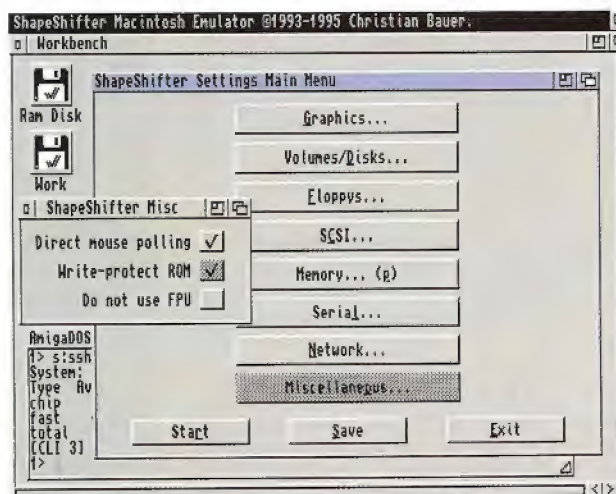 ShapeShifter Macintosh Emulator ©1993-1995 Christian Bauer.
Workbench
ShapeShifter Settings Main Menu
Ram Disk
Work
Graphics...
Volumes/Disks...
Floppys...
SCSI...
Memory... (p)
Serial...
Network...
Miscellaneous...
Start
Save
Exit
ShapeShifter Misc
Direct mouse polling
Write-protect ROM
Do not use FPU
AmigaDOS
1> s:ssh
System:
Type Av
chip
fast
total
[CLI 3]
1>